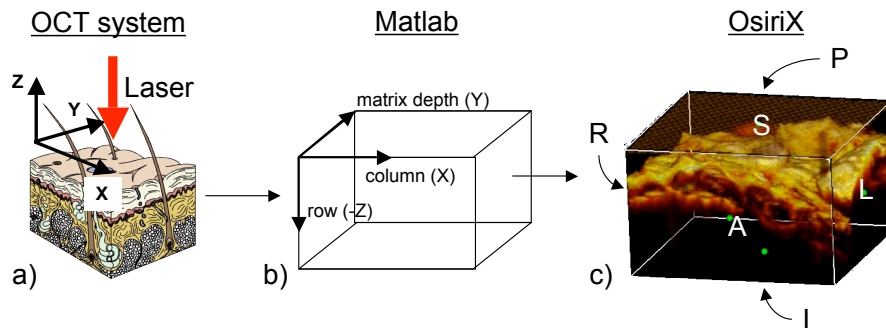 OCT system
Matlab
OsiriX
Z
Y
Laser
X
a)
matrix depth (Y)
column (X)
row (-Z)
b)
P
S
R
L
A
c)
I